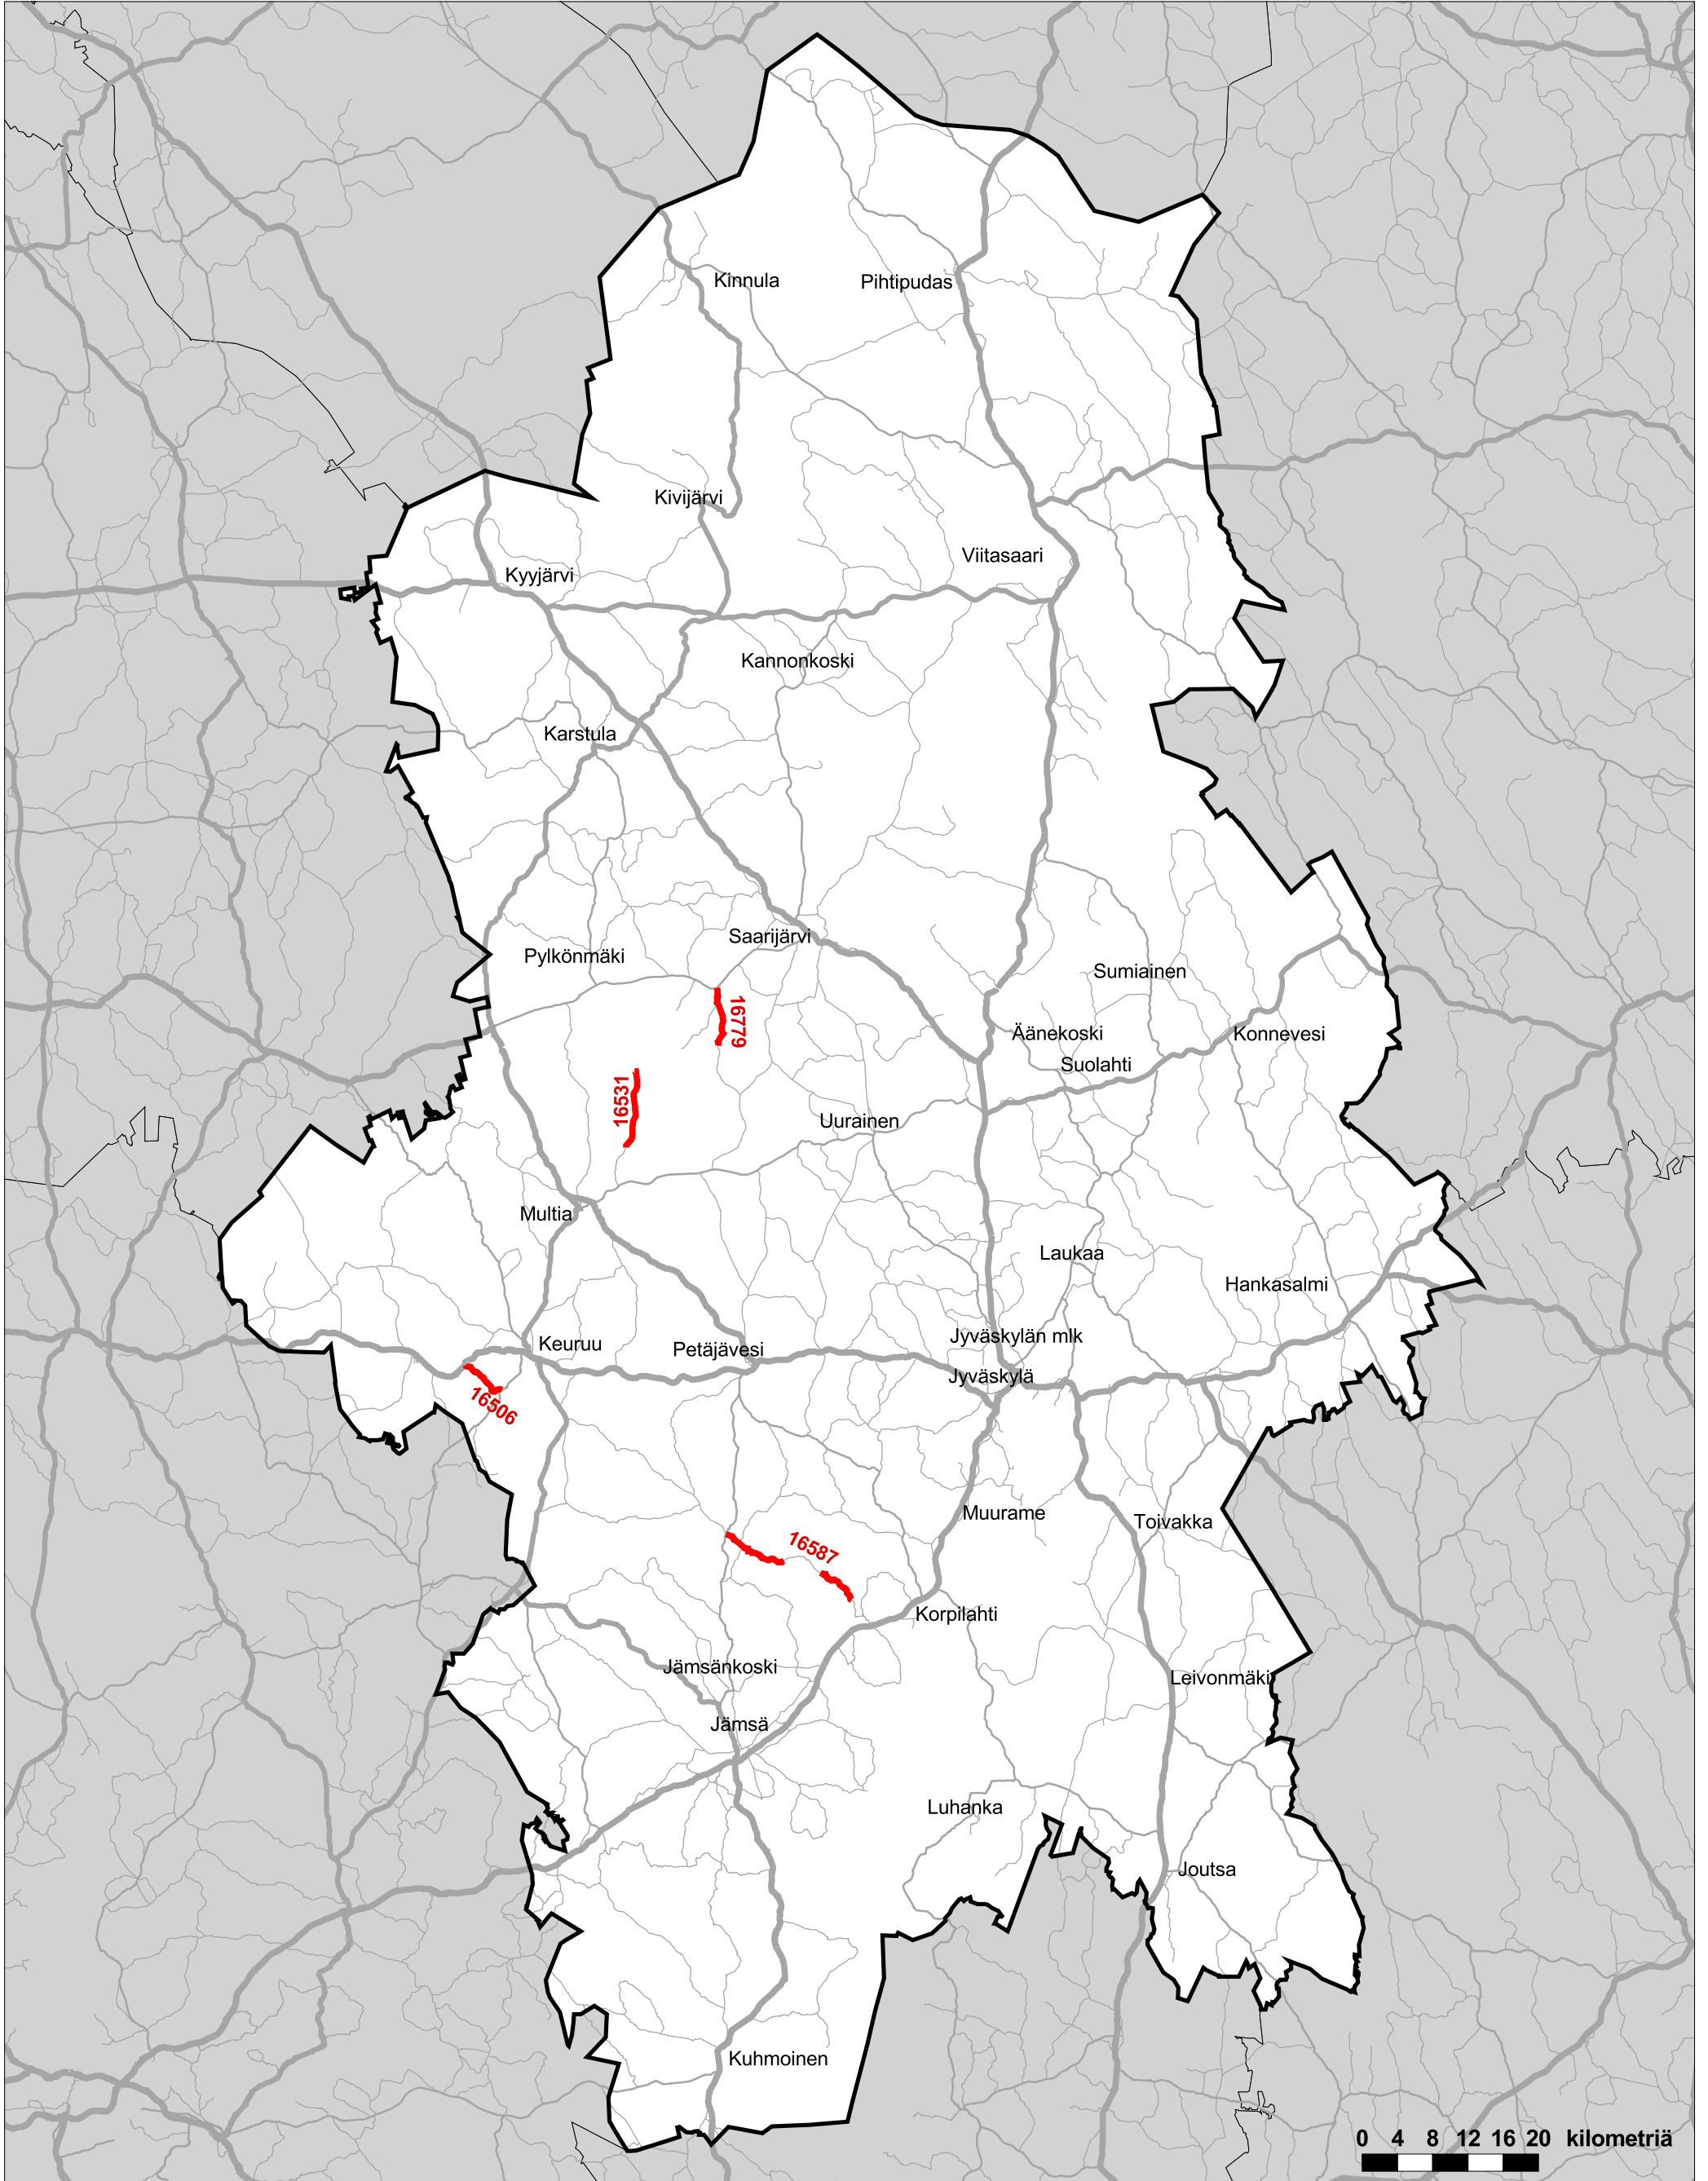 Kinnula
Pihtipudas
Kivijärvi
Viitasaari
Kyyjärvi
Kannonkoski
Karstula
Saarijärvi
Pylkönmäki
Sumiainen
16779
Äänekoski
Konnevesi
Suolahti
16531
Uurainen
Multia
Laukaa
Hankasalmi
Jyväskylän mlk
Keuruu
Petäjävesi
Jyväskylä
16506
Muurame
Toivakka
16587
Korpilahti
Jämsänkoski
Leivonmäki
Jämsä
Luhanka
Joutsa
Kuhmoinen
0 4 8 12 16 20 kilometriä